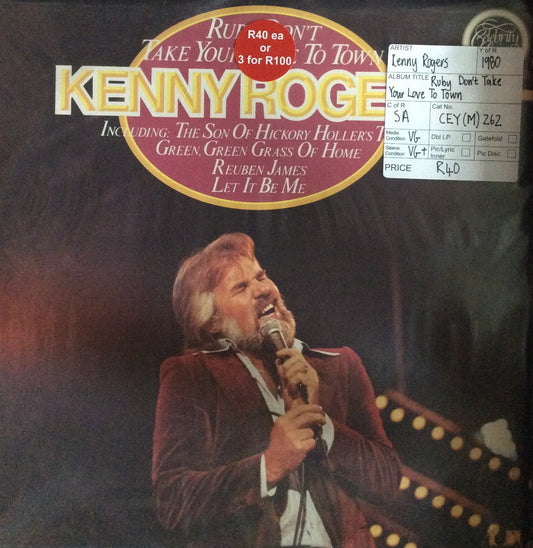 RUBY DON'T
R40 ea
or
3 for R100
TAKE YOUR TO TOWN
KENNY ROGE
INCLUDING: THE SON OF HICKORY HOLLER'S T
GREEN, GREEN GRASS OF HOME
REUBEN JAMES
LET IT BE ME
Celebrity
ARTIST
Kenny Rogers
Y of R
1980
ALBUM TITLE Ruby Don't Take
Your Love To Town
C of R
SA
Cat No.
CEY(M) 262
Media
Condition VG
Dbl LP
Gatefold
Sleeve
Condition VG+
Pic/Lyric
Inner
Pic Disc
PRICE R40